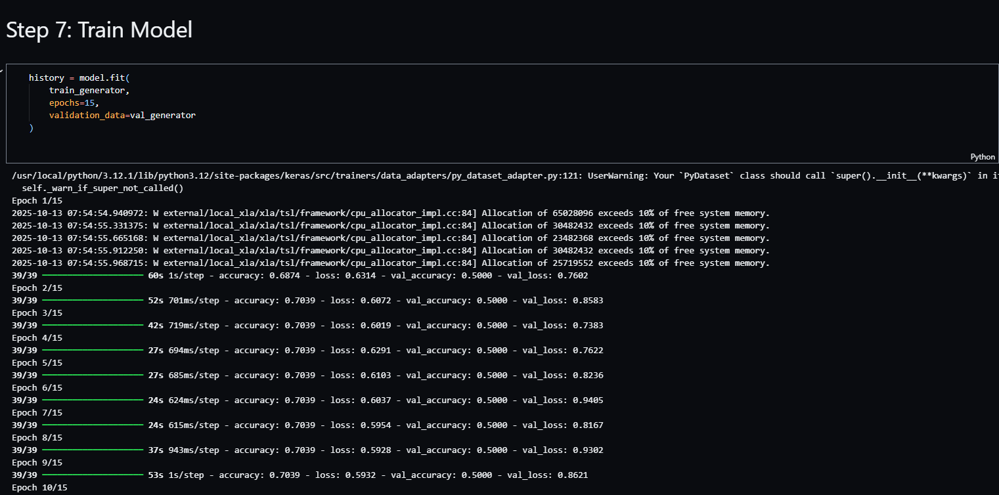 Step 7: Train Model
history = model.fit(
train_generator,
epochs=15,
validation_data=val_generator
)
Python
/usr/local/python/3.12.1/lib/python3.12/site-packages/keras/src/trainers/data_adapters/py_dataset_adapter.py:121: UserWarning: Your `PyDataset` class should call `super().__init__(**kwargs)` in
self._warn_if_super_not_called()
Epoch 1/15
2025-10-13 07:54:54.940972: W external/local_xla/xla/tsl/framework/cpu_allocator_impl.cc:84] Allocation of 65028096 exceeds 10% of free system memory.
2025-10-13 07:54:55.331375: W external/local_xla/xla/tsl/framework/cpu_allocator_impl.cc:84] Allocation of 30482432 exceeds 10% of free system memory.
2025-10-13 07:54:55.665168: W external/local_xla/xla/tsl/framework/cpu_allocator_impl.cc:84] Allocation of 23482368 exceeds 10% of free system memory.
2025-10-13 07:54:55.912250: W external/local_xla/xla/tsl/framework/cpu_allocator_impl.cc:84] Allocation of 30482432 exceeds 10% of free system memory.
2025-10-13 07:54:55.968715: W external/local_xla/xla/tsl/framework/cpu_allocator_impl.cc:84] Allocation of 25719552 exceeds 10% of free system memory.
39/39 ━━━━━━━━━━━━━━━━━━━━ 60s 1s/step - accuracy: 0.6874 - loss: 0.6314 - val_accuracy: 0.5000 - val_loss: 0.7602
Epoch 2/15
39/39 ━━━━━━━━━━━━━━━━━━━━ 52s 701ms/step - accuracy: 0.7039 - loss: 0.6072 - val_accuracy: 0.5000 - val_loss: 0.8583
Epoch 3/15
39/39 ━━━━━━━━━━━━━━━━━━━━ 42s 719ms/step - accuracy: 0.7039 - loss: 0.6019 - val_accuracy: 0.5000 - val_loss: 0.7383
Epoch 4/15
39/39 ━━━━━━━━━━━━━━━━━━━━ 27s 694ms/step - accuracy: 0.7039 - loss: 0.6291 - val_accuracy: 0.5000 - val_loss: 0.7622
Epoch 5/15
39/39 ━━━━━━━━━━━━━━━━━━━━ 27s 685ms/step - accuracy: 0.7039 - loss: 0.6103 - val_accuracy: 0.5000 - val_loss: 0.8236
Epoch 6/15
39/39 ━━━━━━━━━━━━━━━━━━━━ 24s 624ms/step - accuracy: 0.7039 - loss: 0.6037 - val_accuracy: 0.5000 - val_loss: 0.9405
Epoch 7/15
39/39 ━━━━━━━━━━━━━━━━━━━━ 24s 615ms/step - accuracy: 0.7039 - loss: 0.5954 - val_accuracy: 0.5000 - val_loss: 0.8167
Epoch 8/15
39/39 ━━━━━━━━━━━━━━━━━━━━ 37s 943ms/step - accuracy: 0.7039 - loss: 0.5928 - val_accuracy: 0.5000 - val_loss: 0.9302
Epoch 9/15
39/39 ━━━━━━━━━━━━━━━━━━━━ 53s 1s/step - accuracy: 0.7039 - loss: 0.5932 - val_accuracy: 0.5000 - val_loss: 0.8621
Epoch 10/15